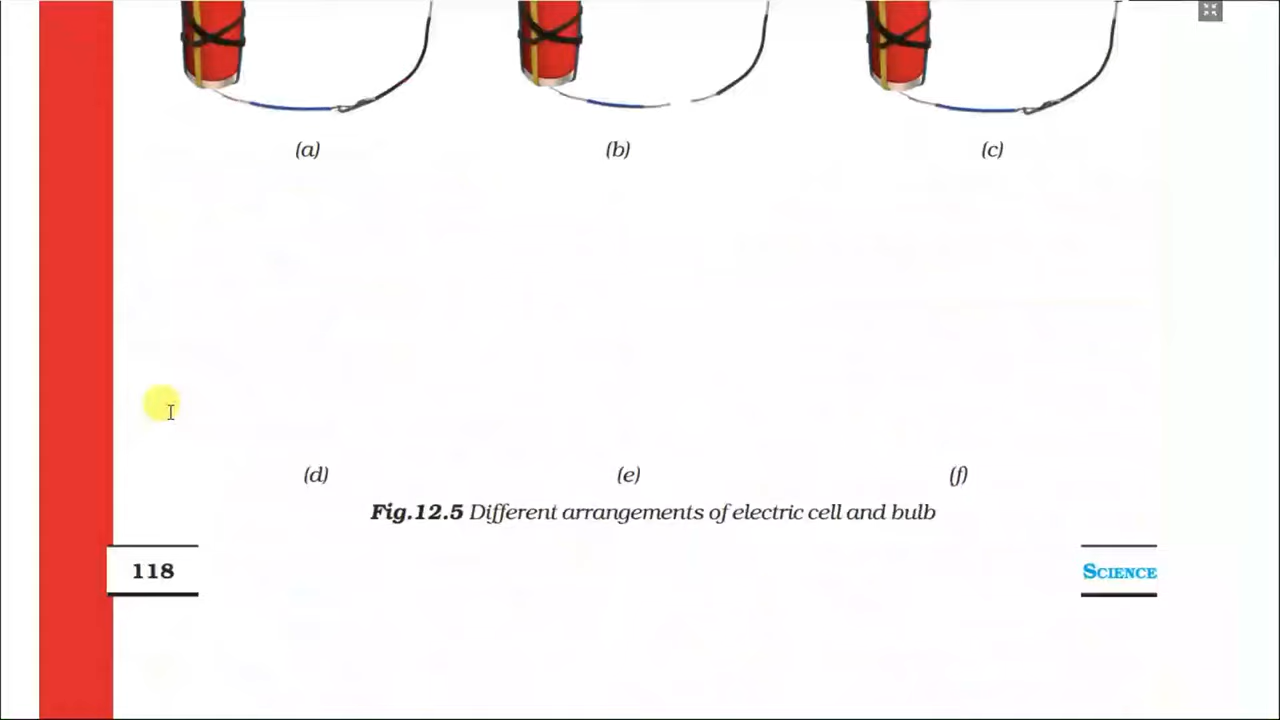 (a) (b) (c)
(d) (e) (f)
Fig.12.5 Different arrangements of electric cell and bulb
118 SCIENCE